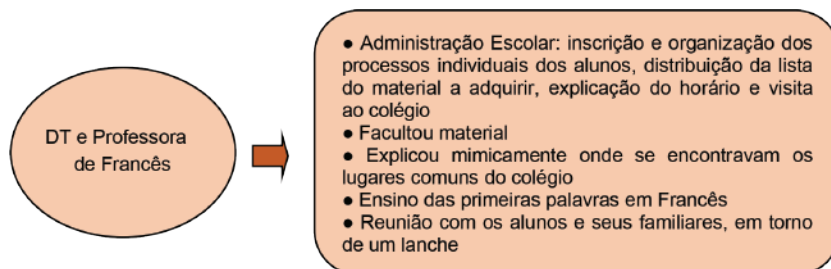 DT e Professora
de Francês
● Administração Escolar: inscrição e organização dos
processos individuais dos alunos, distribuição da lista
do material a adquirir, explicação do horário e visita
ao colégio
● Facultou material
● Explicou mimicamente onde se encontravam os
lugares comuns do colégio
● Ensino das primeiras palavras em Francês
● Reunião com os alunos e seus familiares, em torno
de um lanche